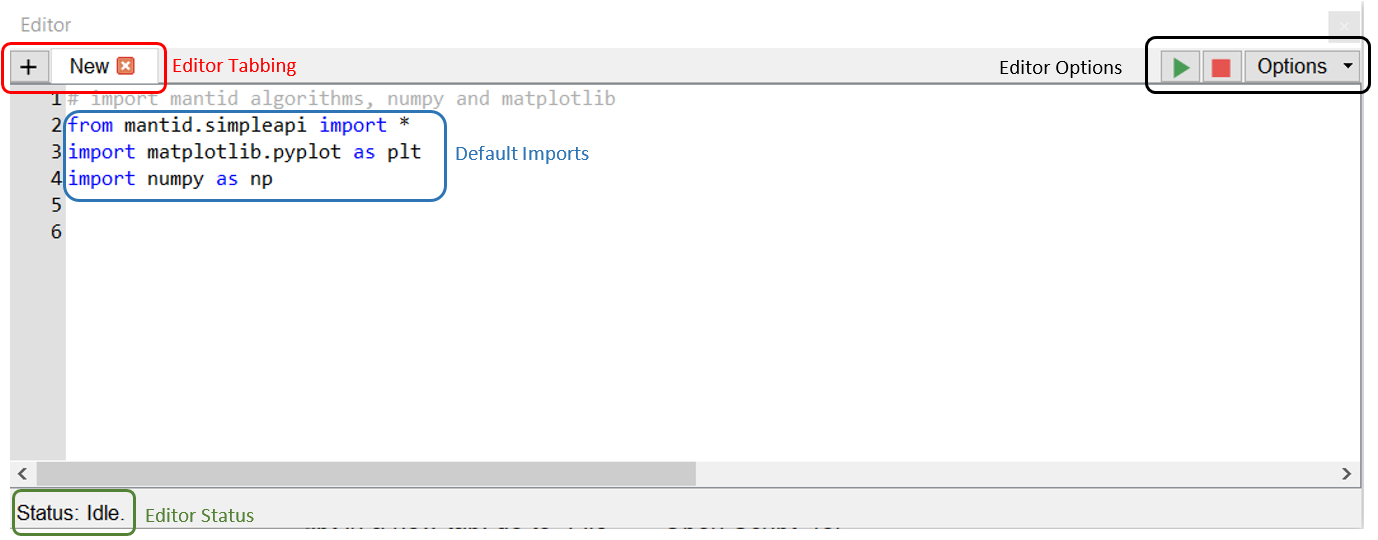 Editor
+ New Editor Tabbing Editor Options Options
1 # import mantid algorithms, numpy and matplotlib
2 from mantid.simpleapi import *
3 import matplotlib.pyplot as plt Default Imports
4 import numpy as np
5
6
Status: Idle. Editor Status